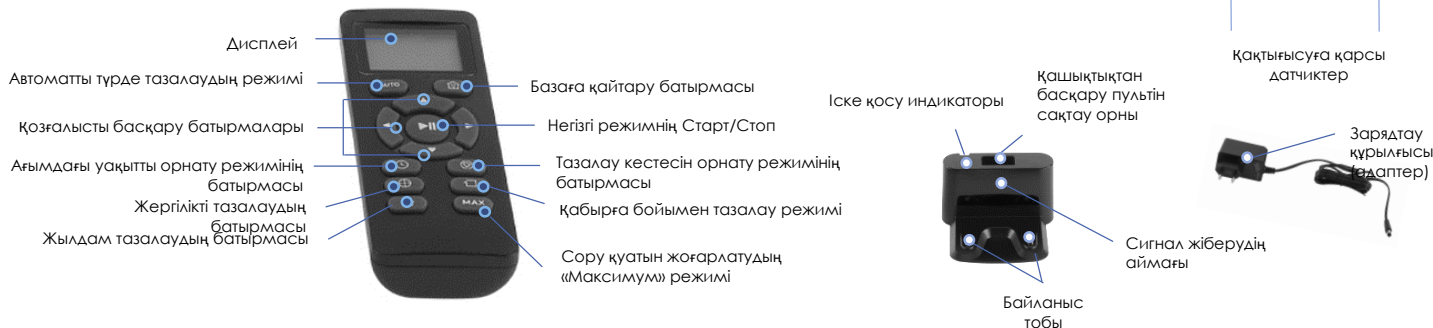 Дисплей
Автоматты түрде тазалаудың режимі
Қозғалысты басқару батырмалары
Ағымдағы уақытты орнату режимінің
батырмасы
Жергілікті тазалаудың
батырмасы
Жылдам тазалаудың батырмасы
AUTO
MAX
Базаға қайтару батырмасы
Негізгі режимнің Старт/Стоп
Тазалау кестесін орнату режимінің
батырмасы
Қабырға бойымен тазалау режимі
Сору қуатын жоғарлатудың
«Максимум» режимі
Іске қосу индикаторы
Қашықтықтан
басқару пультін
сақтау орны
Сигнал жіберудің
аймағы
Байланыс
тобы
Қақтығысуға қарсы
датчиктер
Зарядтау
құрылғысы
(адаптер)